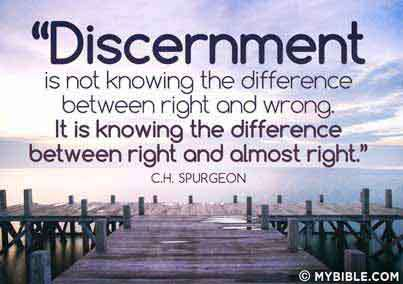 “Discernment
is not knowing the difference
between right and wrong.
It is knowing the difference
between right and almost right.”
C.H. SPURGEON
© MYBIBLE.COM